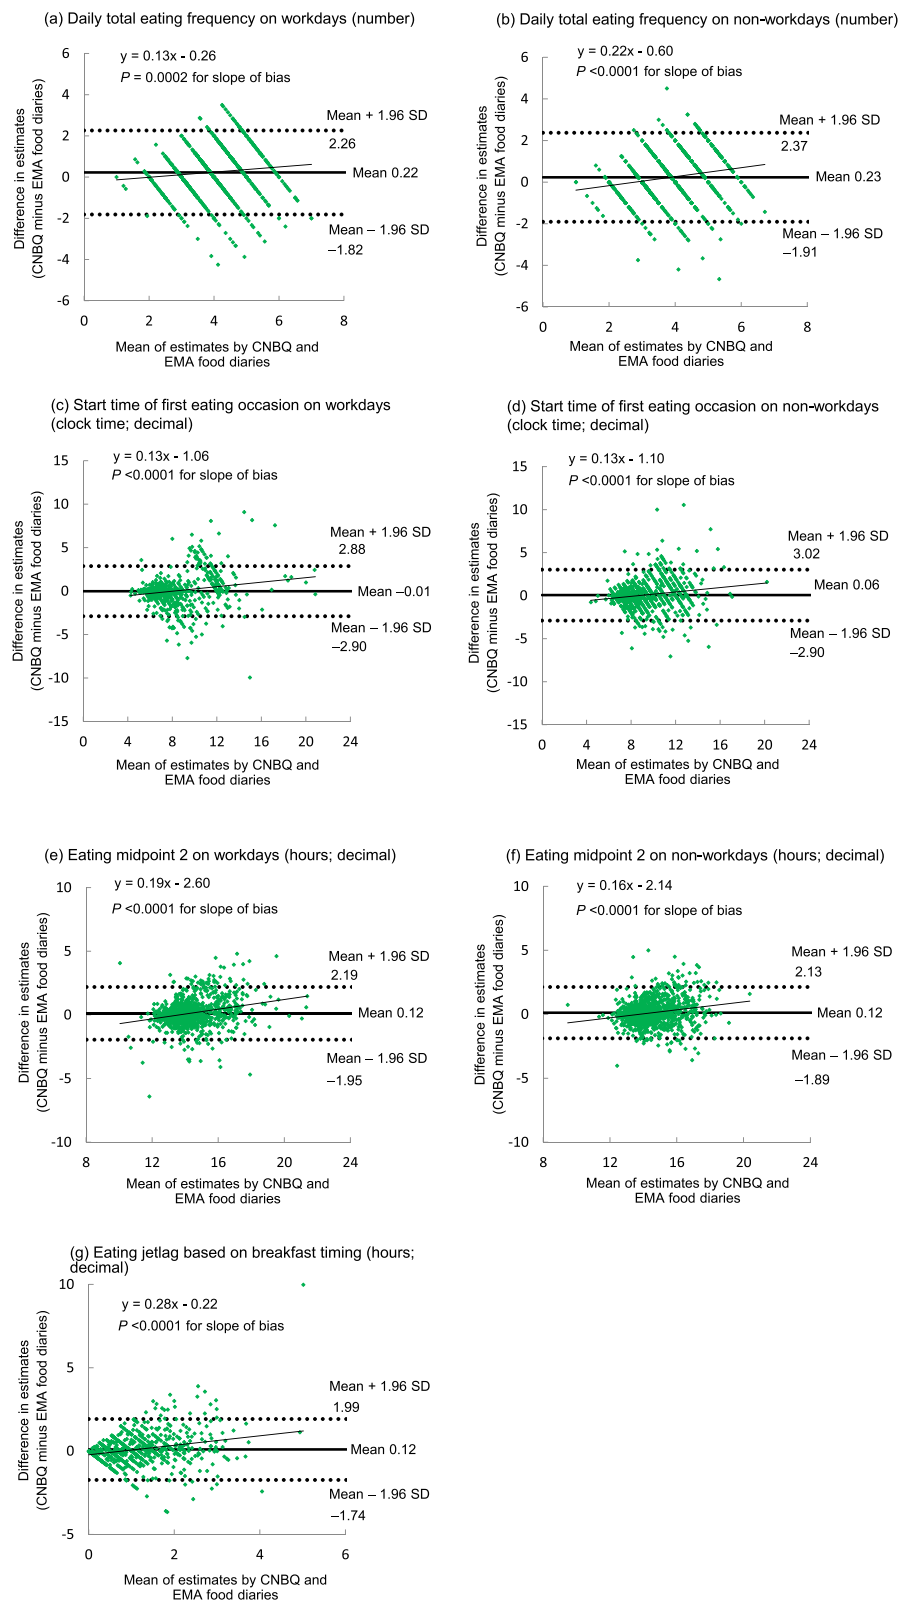 (a) Daily total eating frequency on workdays (number)
y = 0.13x - 0.26
P = 0.0002 for slope of bias
Difference in estimates
(CNBQ minus EMA food diaries)
6
4
2
0
-2
-4
-6
Mean + 1.96 SD
2.26
Mean 0.22
Mean – 1.96 SD
–1.82
0
2
4
6
8
Mean of estimates by CNBQ and
EMA food diaries
(b) Daily total eating frequency on non-workdays (number)
y = 0.22x - 0.60
P <0.0001 for slope of bias
Difference in estimates
(CNBQ minus EMA food diaries)
6
4
2
0
-2
-4
-6
Mean + 1.96 SD
2.37
Mean 0.23
Mean – 1.96 SD
–1.91
0
2
4
6
8
Mean of estimates by CNBQ and
EMA food diaries
(c) Start time of first eating occasion on workdays
(clock time; decimal)
y = 0.13x - 1.06
P <0.0001 for slope of bias
Difference in estimates
(CNBQ minus EMA food diaries)
15
10
5
0
-5
-10
-15
Mean + 1.96 SD
2.88
Mean –0.01
Mean – 1.96 SD
–2.90
0
4
8
12
16
20
24
Mean of estimates by CNBQ and
EMA food diaries
(d) Start time of first eating occasion on non-workdays
(clock time; decimal)
y = 0.13x - 1.10
P <0.0001 for slope of bias
Difference in estimates
(CNBQ minus EMA food diaries)
15
10
5
0
-5
-10
-15
Mean + 1.96 SD
3.02
Mean 0.06
Mean – 1.96 SD
–2.90
0
4
8
12
16
20
24
Mean of estimates by CNBQ and
EMA food diaries
(e) Eating midpoint 2 on workdays (hours; decimal)
y = 0.19x - 2.60
P <0.0001 for slope of bias
Difference in estimates
(CNBQ minus EMA food diaries)
10
5
0
-5
-10
Mean + 1.96 SD
2.19
Mean 0.12
Mean – 1.96 SD
–1.95
8
12
16
20
24
Mean of estimates by CNBQ and
EMA food diaries
(f) Eating midpoint 2 on non-workdays (hours; decimal)
y = 0.16x - 2.14
P <0.0001 for slope of bias
Difference in estimates
(CNBQ minus EMA food diaries)
10
5
0
-5
-10
Mean + 1.96 SD
2.13
Mean 0.12
Mean – 1.96 SD
–1.89
8
12
16
20
24
Mean of estimates by CNBQ and
EMA food diaries
(g) Eating jetlag based on breakfast timing (hours;
decimal)
y = 0.28x - 0.22
P <0.0001 for slope of bias
Difference in estimates
(CNBQ minus EMA food diaries)
10
5
0
-5
Mean + 1.96 SD
1.99
Mean 0.12
Mean – 1.96 SD
–1.74
0
2
4
6
Mean of estimates by CNBQ and
EMA food diaries